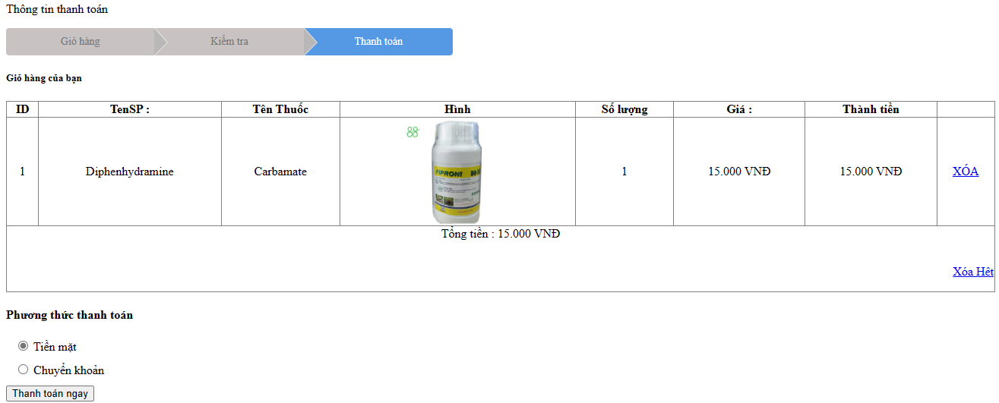 Thông tin thanh toán
Giỏ hàng Kiểm tra Thanh toán
Giỏ hàng của bạn
ID TenSP : Tên Thuốc Hình Số lượng Giá : Thành tiền
88
FIPRONI
1 Diphenhydramine Carbamate 1 15.000 VNĐ 15.000 VNĐ XÓA
Tổng tiền : 15.000 VNĐ
Xóa Hêt
Phương thức thanh toán
Tiền mặt
Chuyển khoản
Thanh toán ngay